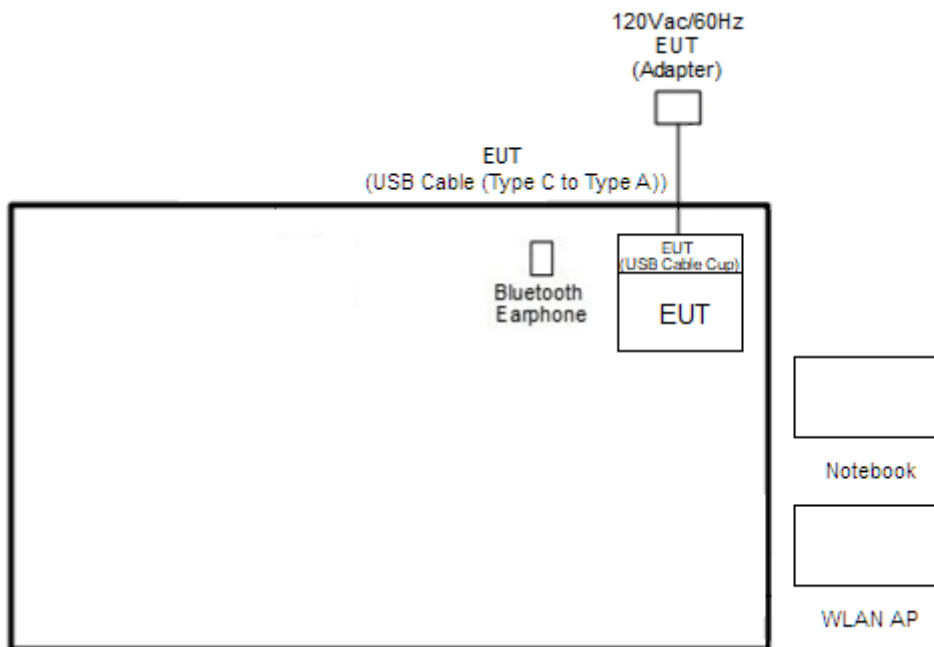 120Vac/60Hz
EUT
(Adapter)
EUT
(USB Cable (Type C to Type A))
EUT
(USB Cable Cup)
EUT
Bluetooth
Earphone
Notebook
WLAN AP